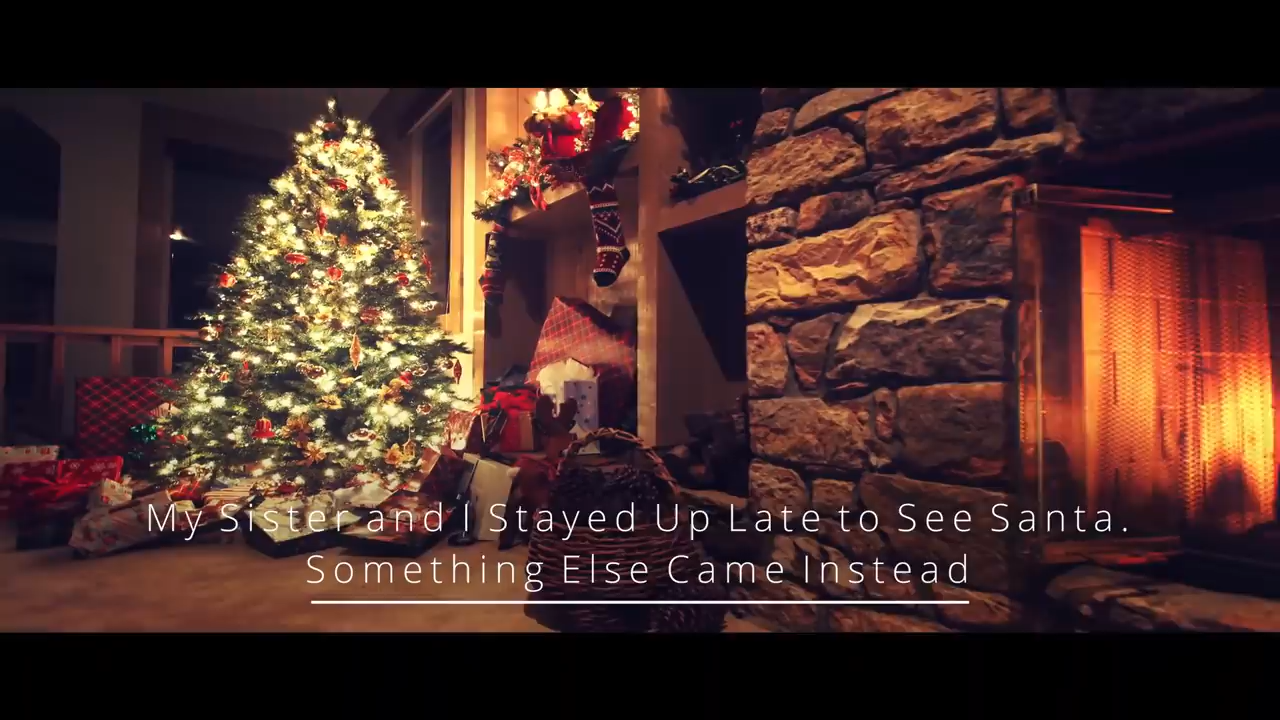 My Sister and I Stayed Up Late to See Santa.
Something Else Came Instead